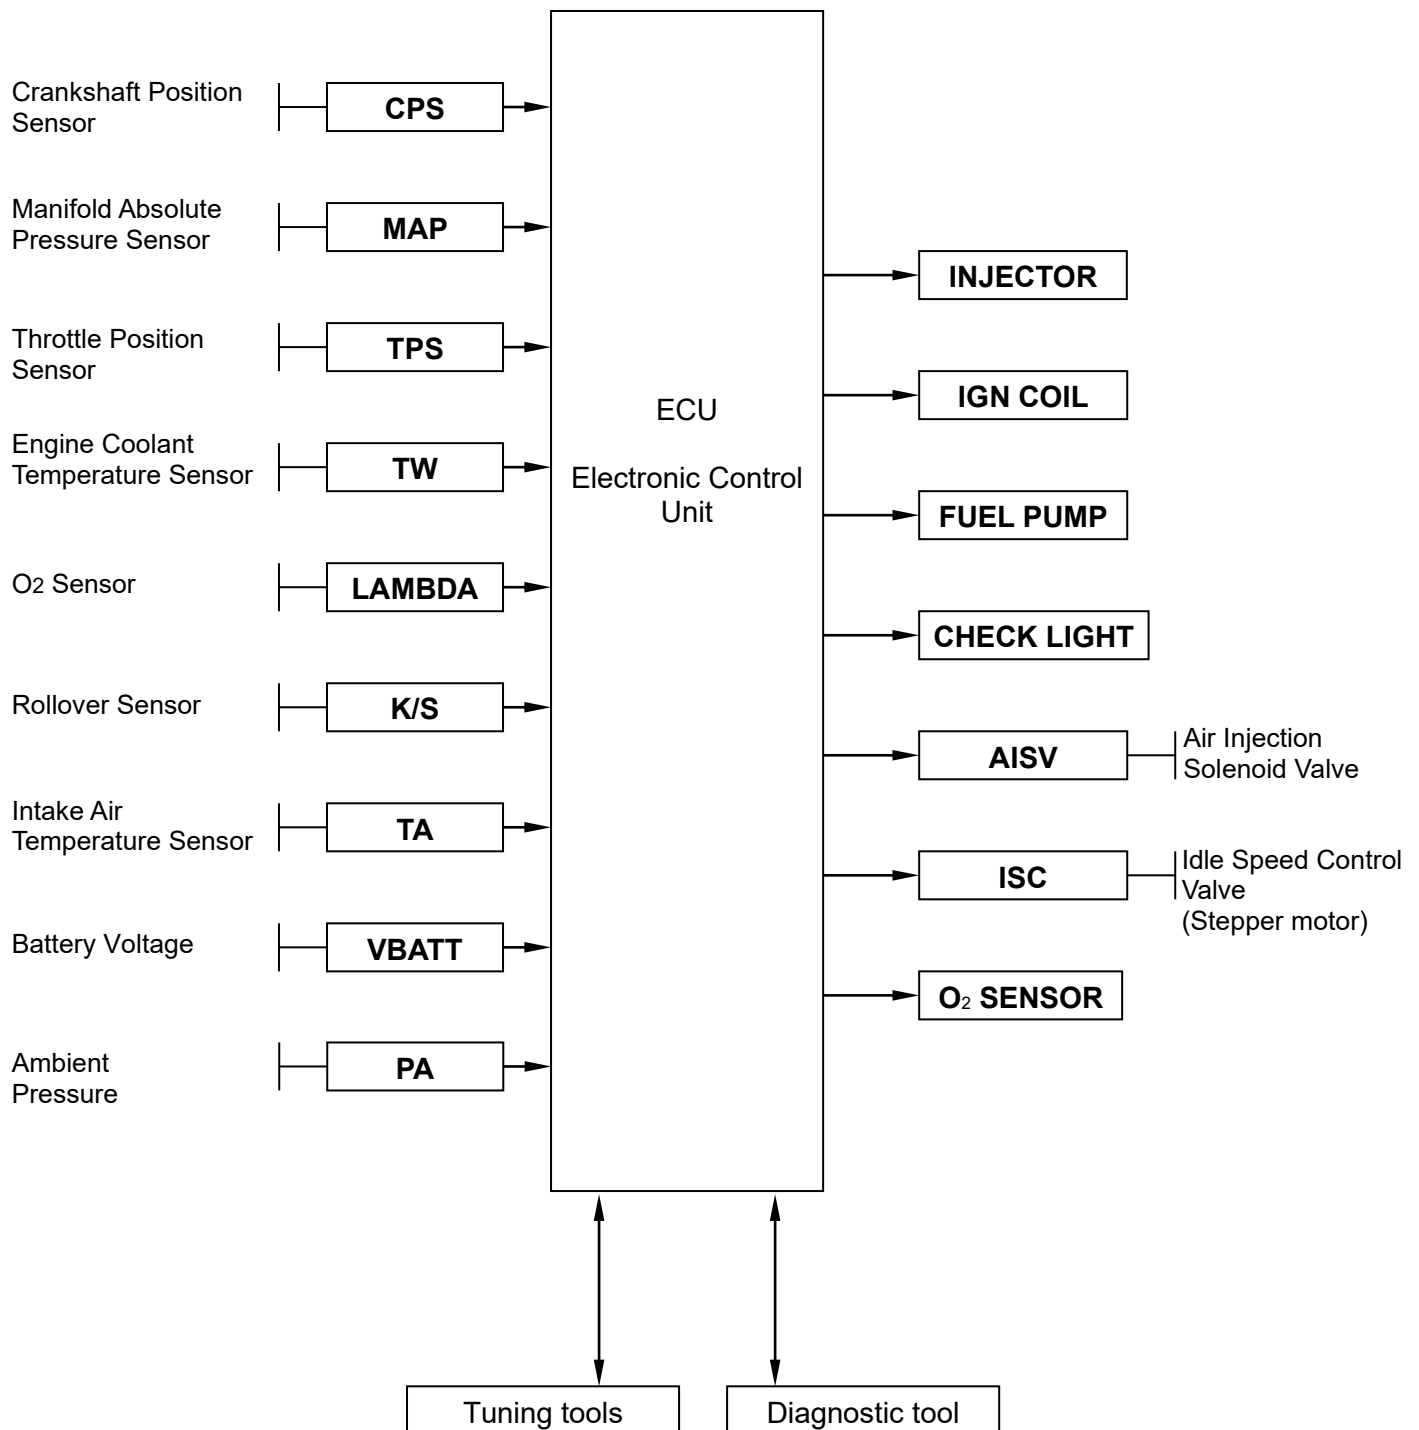 Crankshaft Position
Sensor
CPS
Manifold Absolute
Pressure Sensor
MAP
Throttle Position
Sensor
TPS
Engine Coolant
Temperature Sensor
TW
O2 Sensor
LAMBDA
Rollover Sensor
K/S
Intake Air
Temperature Sensor
TA
Battery Voltage
VBATT
Ambient
Pressure
PA
ECU
Electronic Control
Unit
INJECTOR
IGN COIL
FUEL PUMP
CHECK LIGHT
AISV
Air Injection
Solenoid Valve
ISC
Idle Speed Control
Valve
(Stepper motor)
O₂ SENSOR
Tuning tools
Diagnostic tool